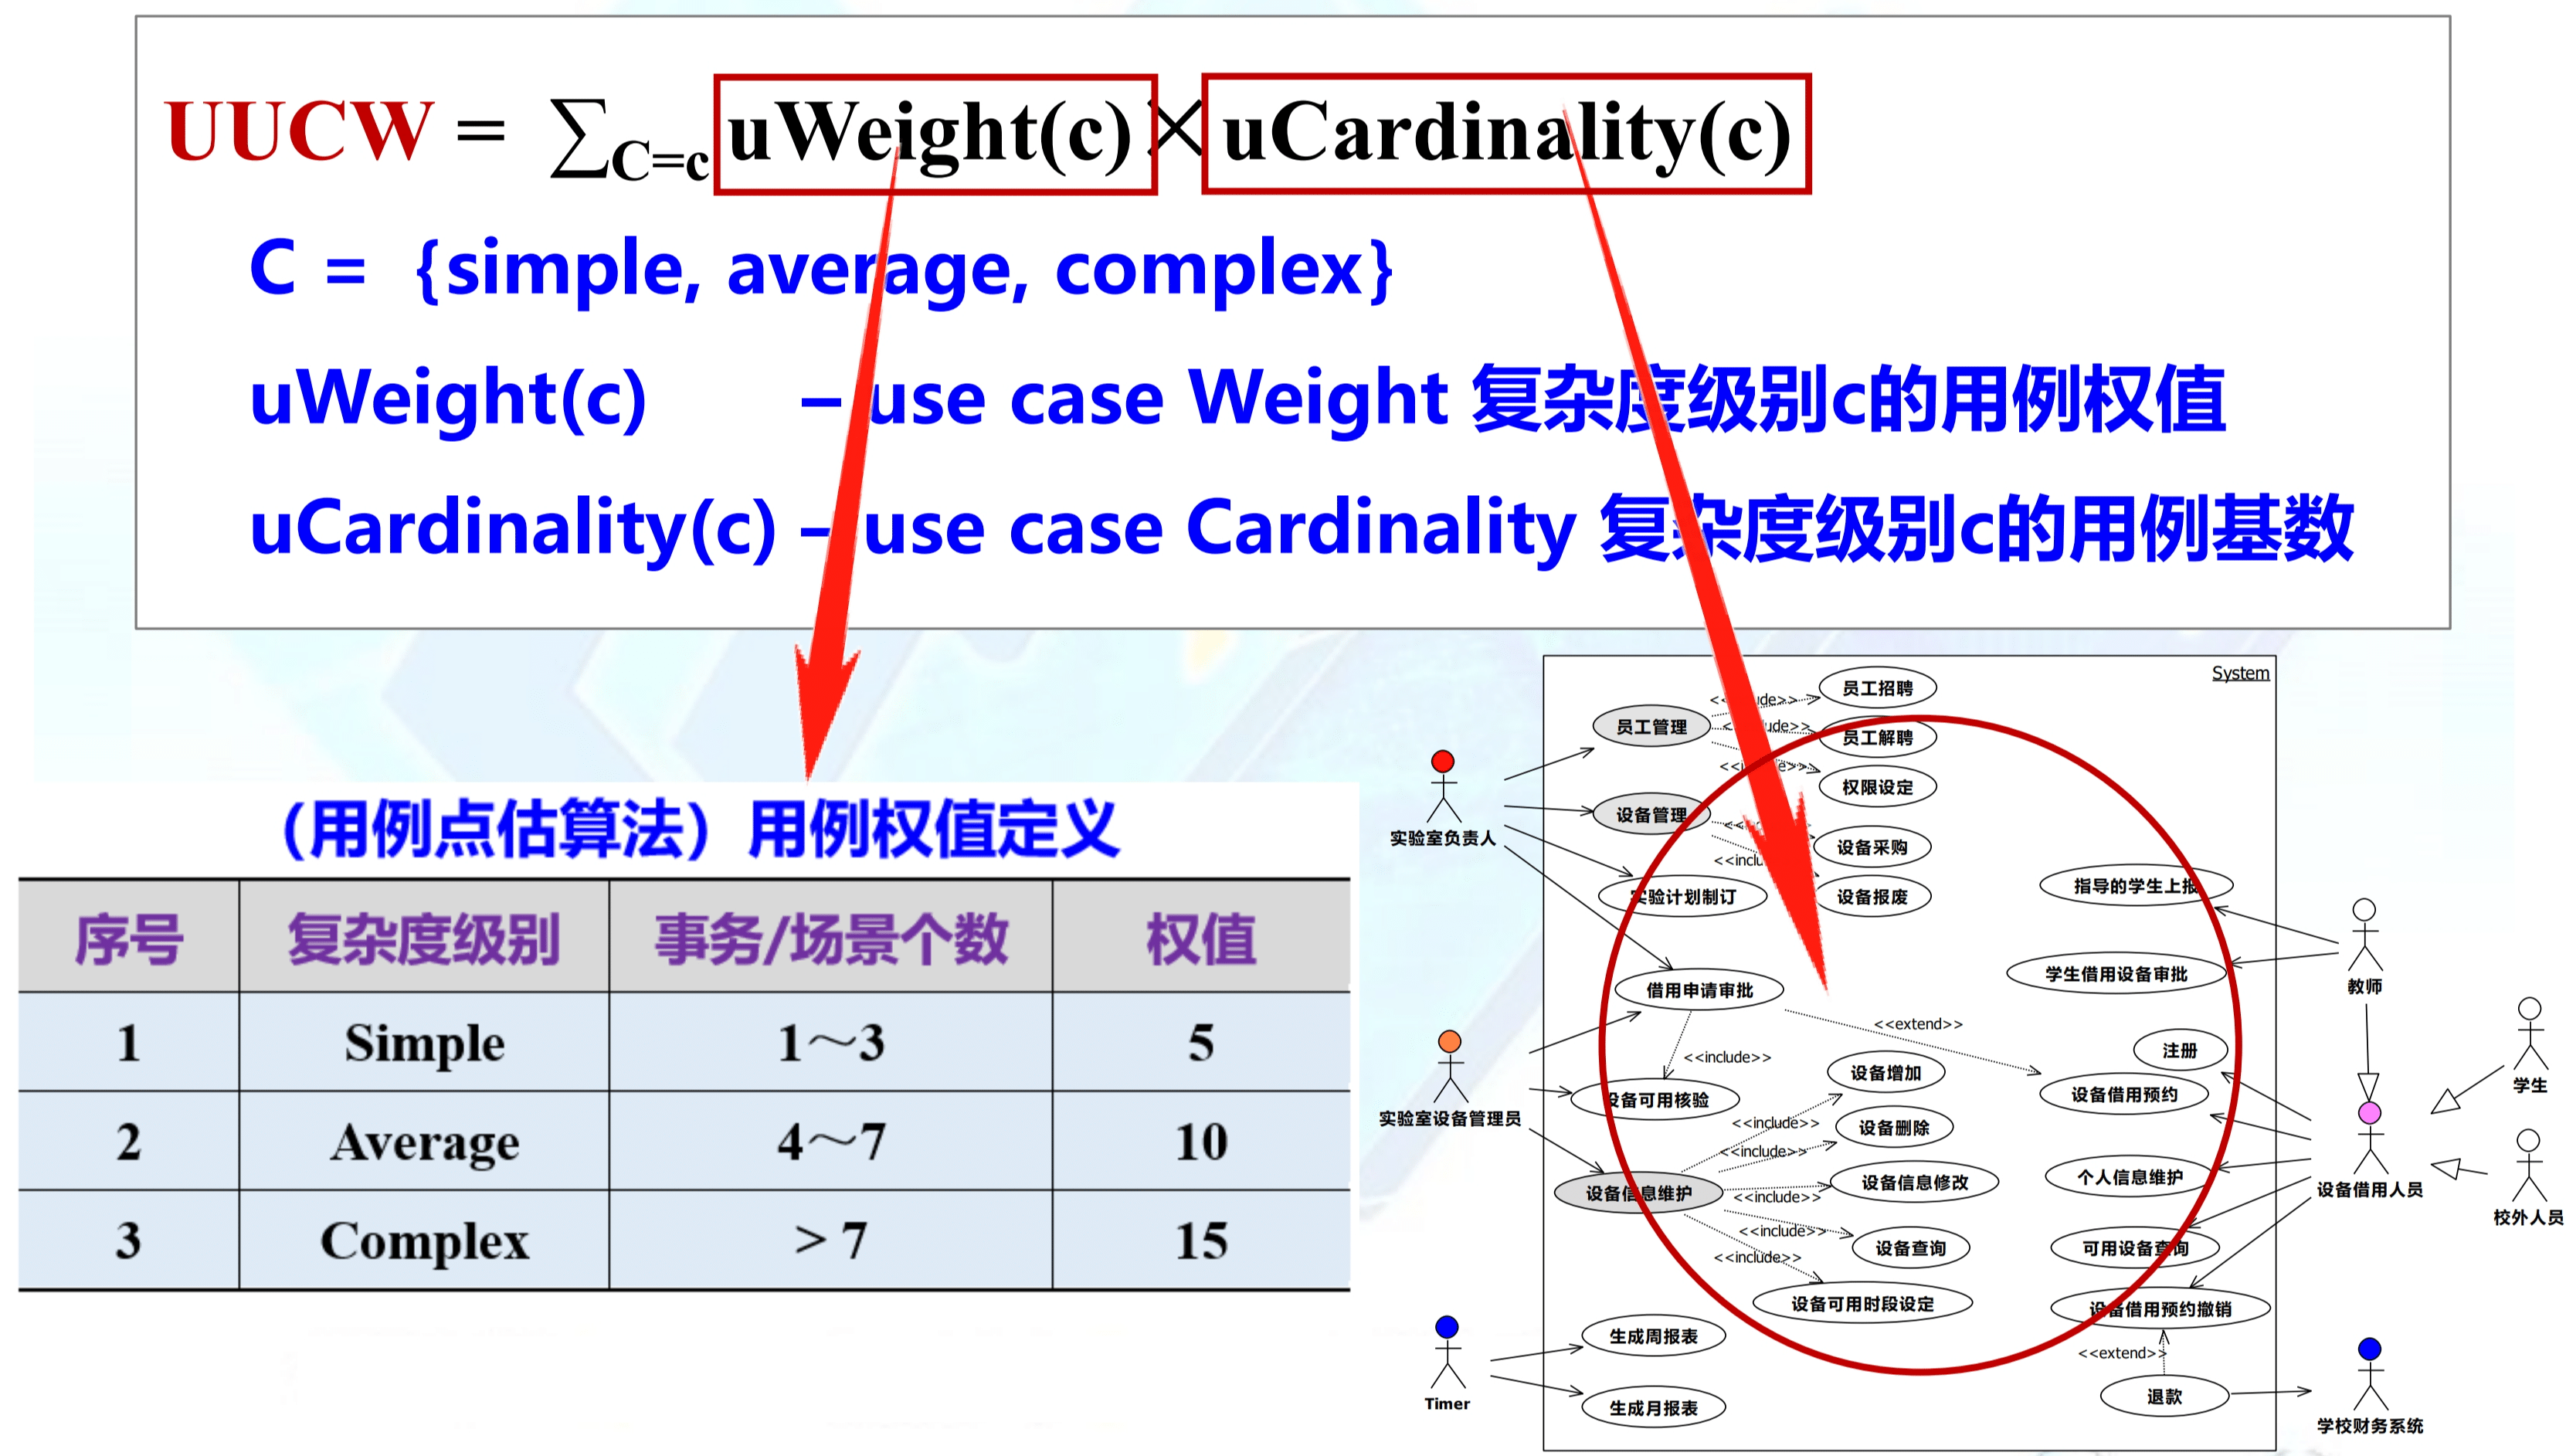 UUCW = ∑C=c uWeight(c) × uCardinality(c)
C = {simple, average, complex}
uWeight(c) – use case Weight 复杂度级别c的用例权值
uCardinality(c) – use case Cardinality 复杂度级别c的用例基数
（用例点估算法）用例权值定义
序号 复杂度级别 事务/场景个数 权值
1 Simple 1～3 5
2 Average 4～7 10
3 Complex > 7 15
System
员工招聘
员工管理
员工解聘
权限设定
设备管理
设备采购
<<include>>
设备报废
实验计划制订
实验室负责人
指导的学生上报
学生借用设备审批
教师
借用申请审批
<<extend>>
<<include>>
注册
学生
设备增加
设备借用预约
设备可用核验
实验室设备管理员
<<include>>
设备删除
<<include>>
个人信息维护
设备信息修改
设备信息维护
<<include>>
设备借用人员
校外人员
<<include>>
设备查询
可用设备查询
<<include>>
设备可用时段设定
设备借用预约撤销
生成周报表
<<extend>>
Timer
生成月报表
退款
学校财务系统